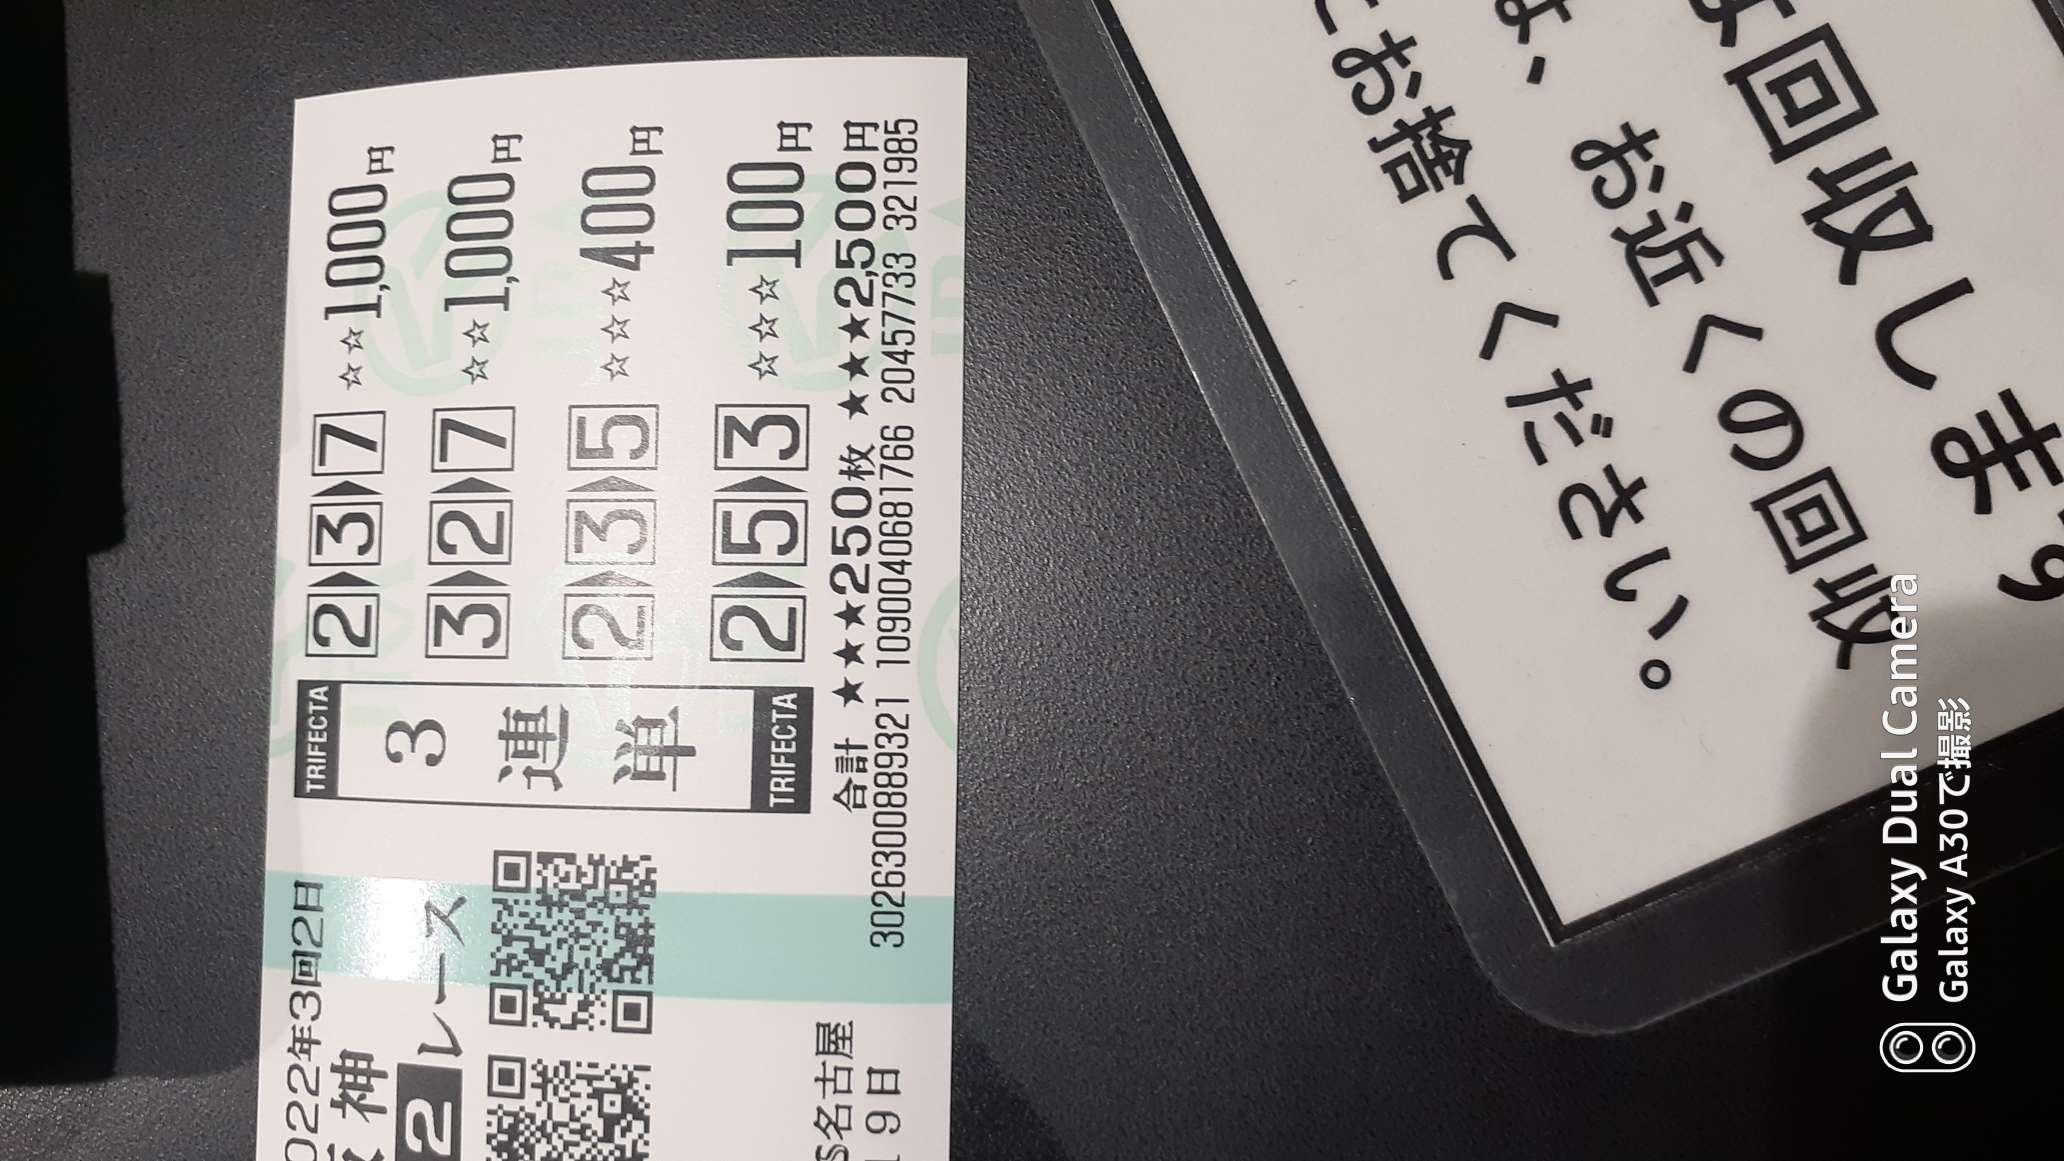 022年3回2日
阪神
2レース
TRIFECTA
3連単
TRIFECTA
2▶3▶7 ☆☆1,000円
3▶2▶7 ☆☆1,000円
2▶3▶5 ☆☆☆☆400円
2▶5▶3 ☆☆☆☆100円
合計 ★★★250枚 ★★★★2,500円
3026300889321 1090040681766 20457733 321985
S名古屋
19日
回収します
お近くの回収
にお捨てください。
Galaxy Dual Camera
Galaxy A30で撮影